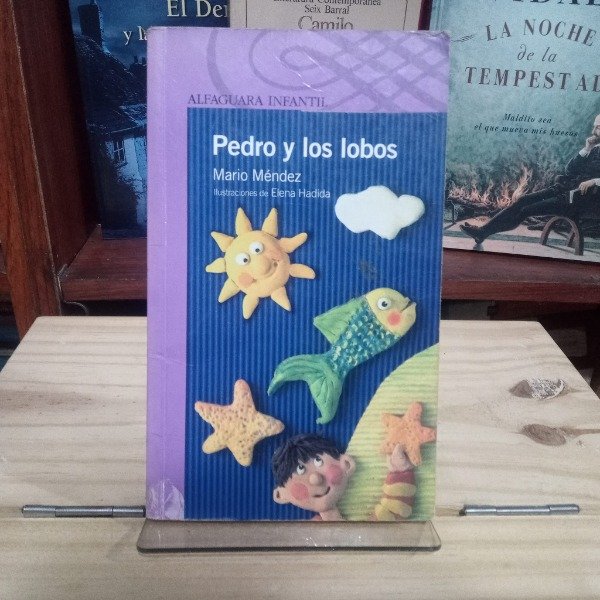 El De
y l
Literatura Contemporánea
Seix Barral
Camilo
LA NOCHE
de la
TEMPESTAD
Maldito sea
el que mueva mis huesos
ALFAGUARA INFANTIL
Pedro y los lobos
Mario Méndez
Ilustraciones de Elena Hadida